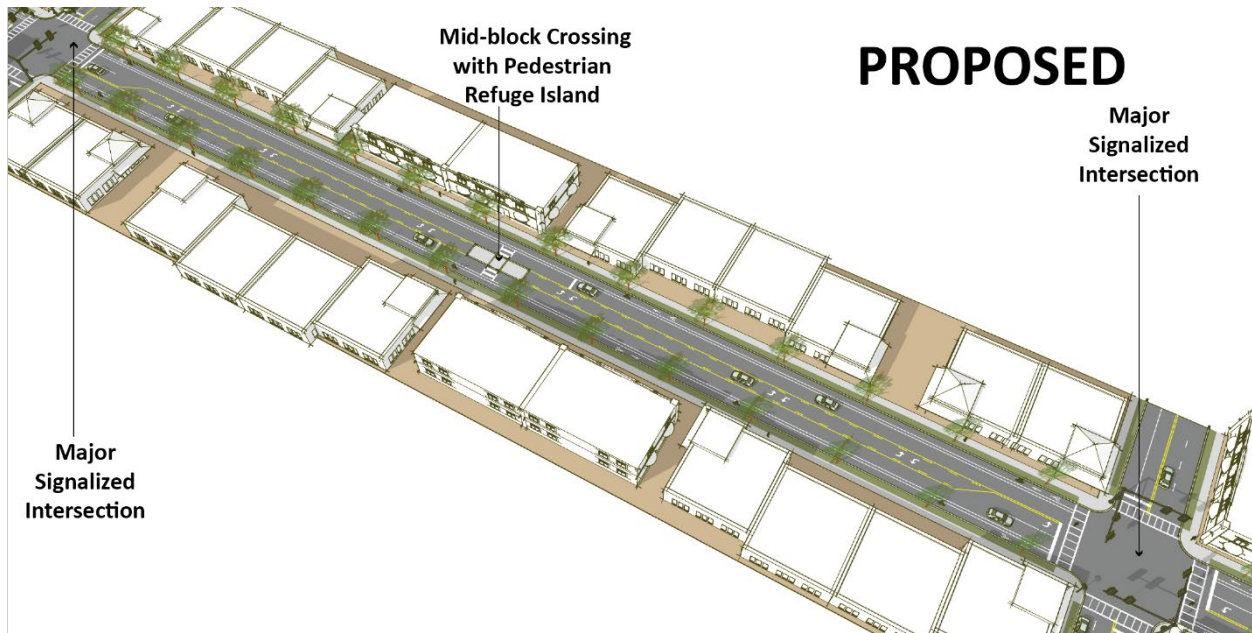 Mid-block Crossing
with Pedestrian
Refuge Island
PROPOSED
Major
Signalized
Intersection
Major
Signalized
Intersection